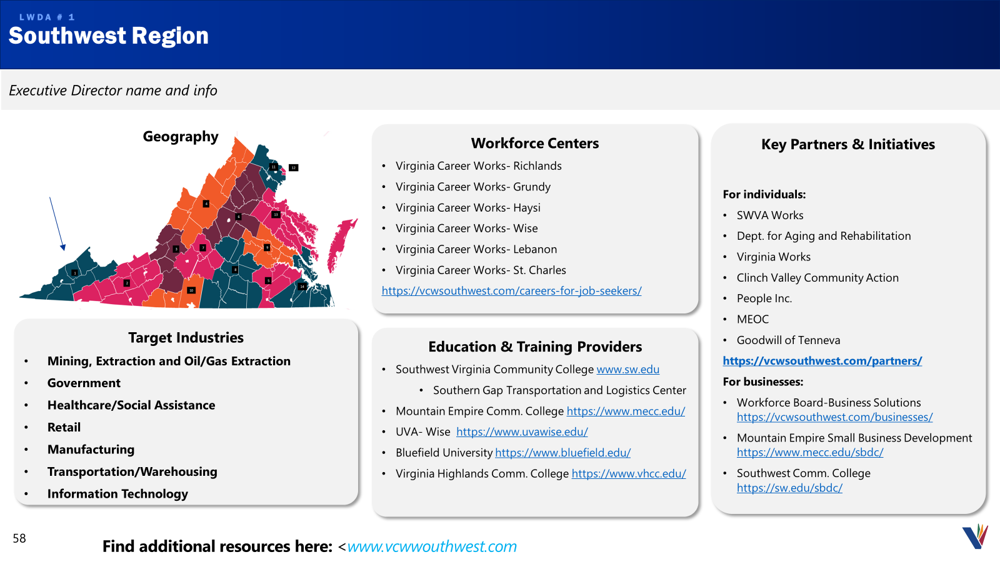 LWDA # 1
Southwest Region
Executive Director name and info
Geography
11
12
4
13
6
3
7
9
1
8
2
5
10
14
Target Industries
• Mining, Extraction and Oil/Gas Extraction
• Government
• Healthcare/Social Assistance
• Retail
• Manufacturing
• Transportation/Warehousing
• Information Technology
Workforce Centers
• Virginia Career Works- Richlands
• Virginia Career Works- Grundy
• Virginia Career Works- Haysi
• Virginia Career Works- Wise
• Virginia Career Works- Lebanon
• Virginia Career Works- St. Charles
https://vcwsouthwest.com/careers-for-job-seekers/
Education & Training Providers
• Southwest Virginia Community College www.sw.edu
• Southern Gap Transportation and Logistics Center
• Mountain Empire Comm. College https://www.mecc.edu/
• UVA- Wise https://www.uvawise.edu/
• Bluefield University https://www.bluefield.edu/
• Virginia Highlands Comm. College https://www.vhcc.edu/
Key Partners & Initiatives
For individuals:
• SWVA Works
• Dept. for Aging and Rehabilitation
• Virginia Works
• Clinch Valley Community Action
• People Inc.
• MEOC
• Goodwill of Tenneva
https://vcwsouthwest.com/partners/
For businesses:
• Workforce Board-Business Solutions
https://vcwsouthwest.com/businesses/
• Mountain Empire Small Business Development
https://www.mecc.edu/sbdc/
• Southwest Comm. College
https://sw.edu/sbdc/
58
Find additional resources here: <www.vcwwouthwest.com